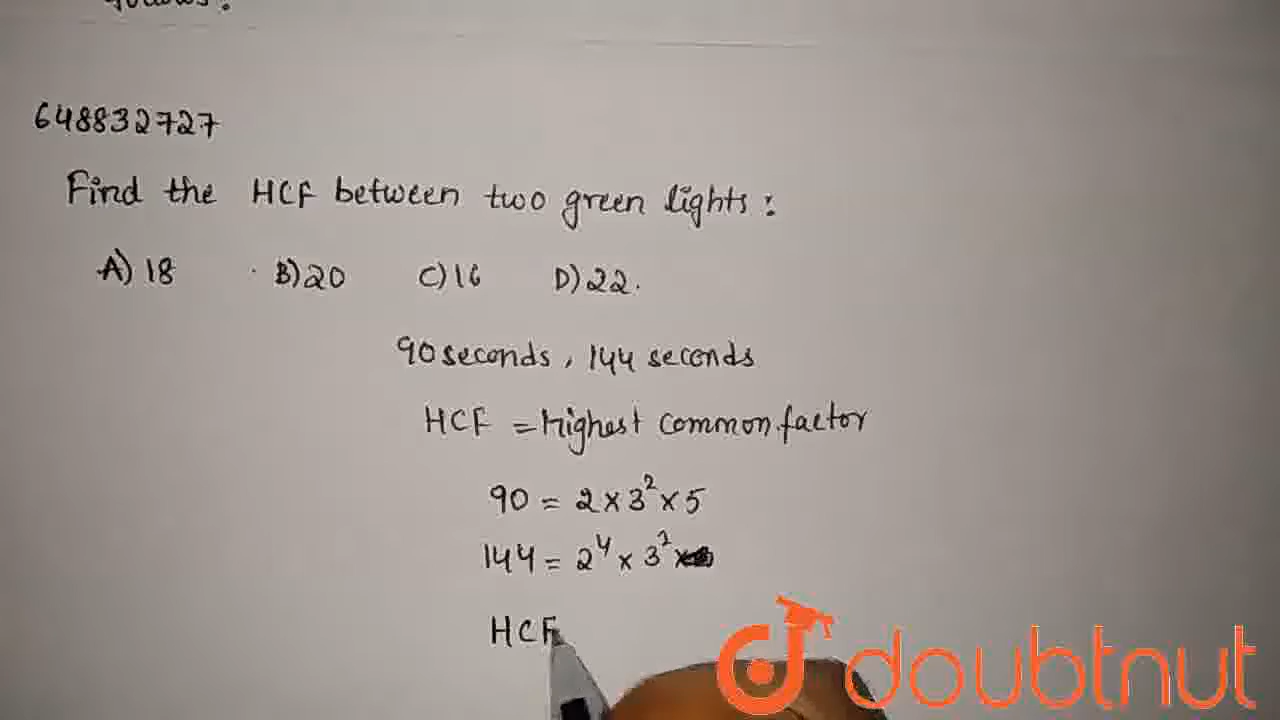 follows:
648832727
Find the HCF between two green lights:
A) 18 B) 20 C) 16 D) 22.
90 seconds, 144 seconds
HCF = Highest common factor
90 = 2 × 3² × 5
144 = 2⁴ × 3² ×
HCF
doubtnut